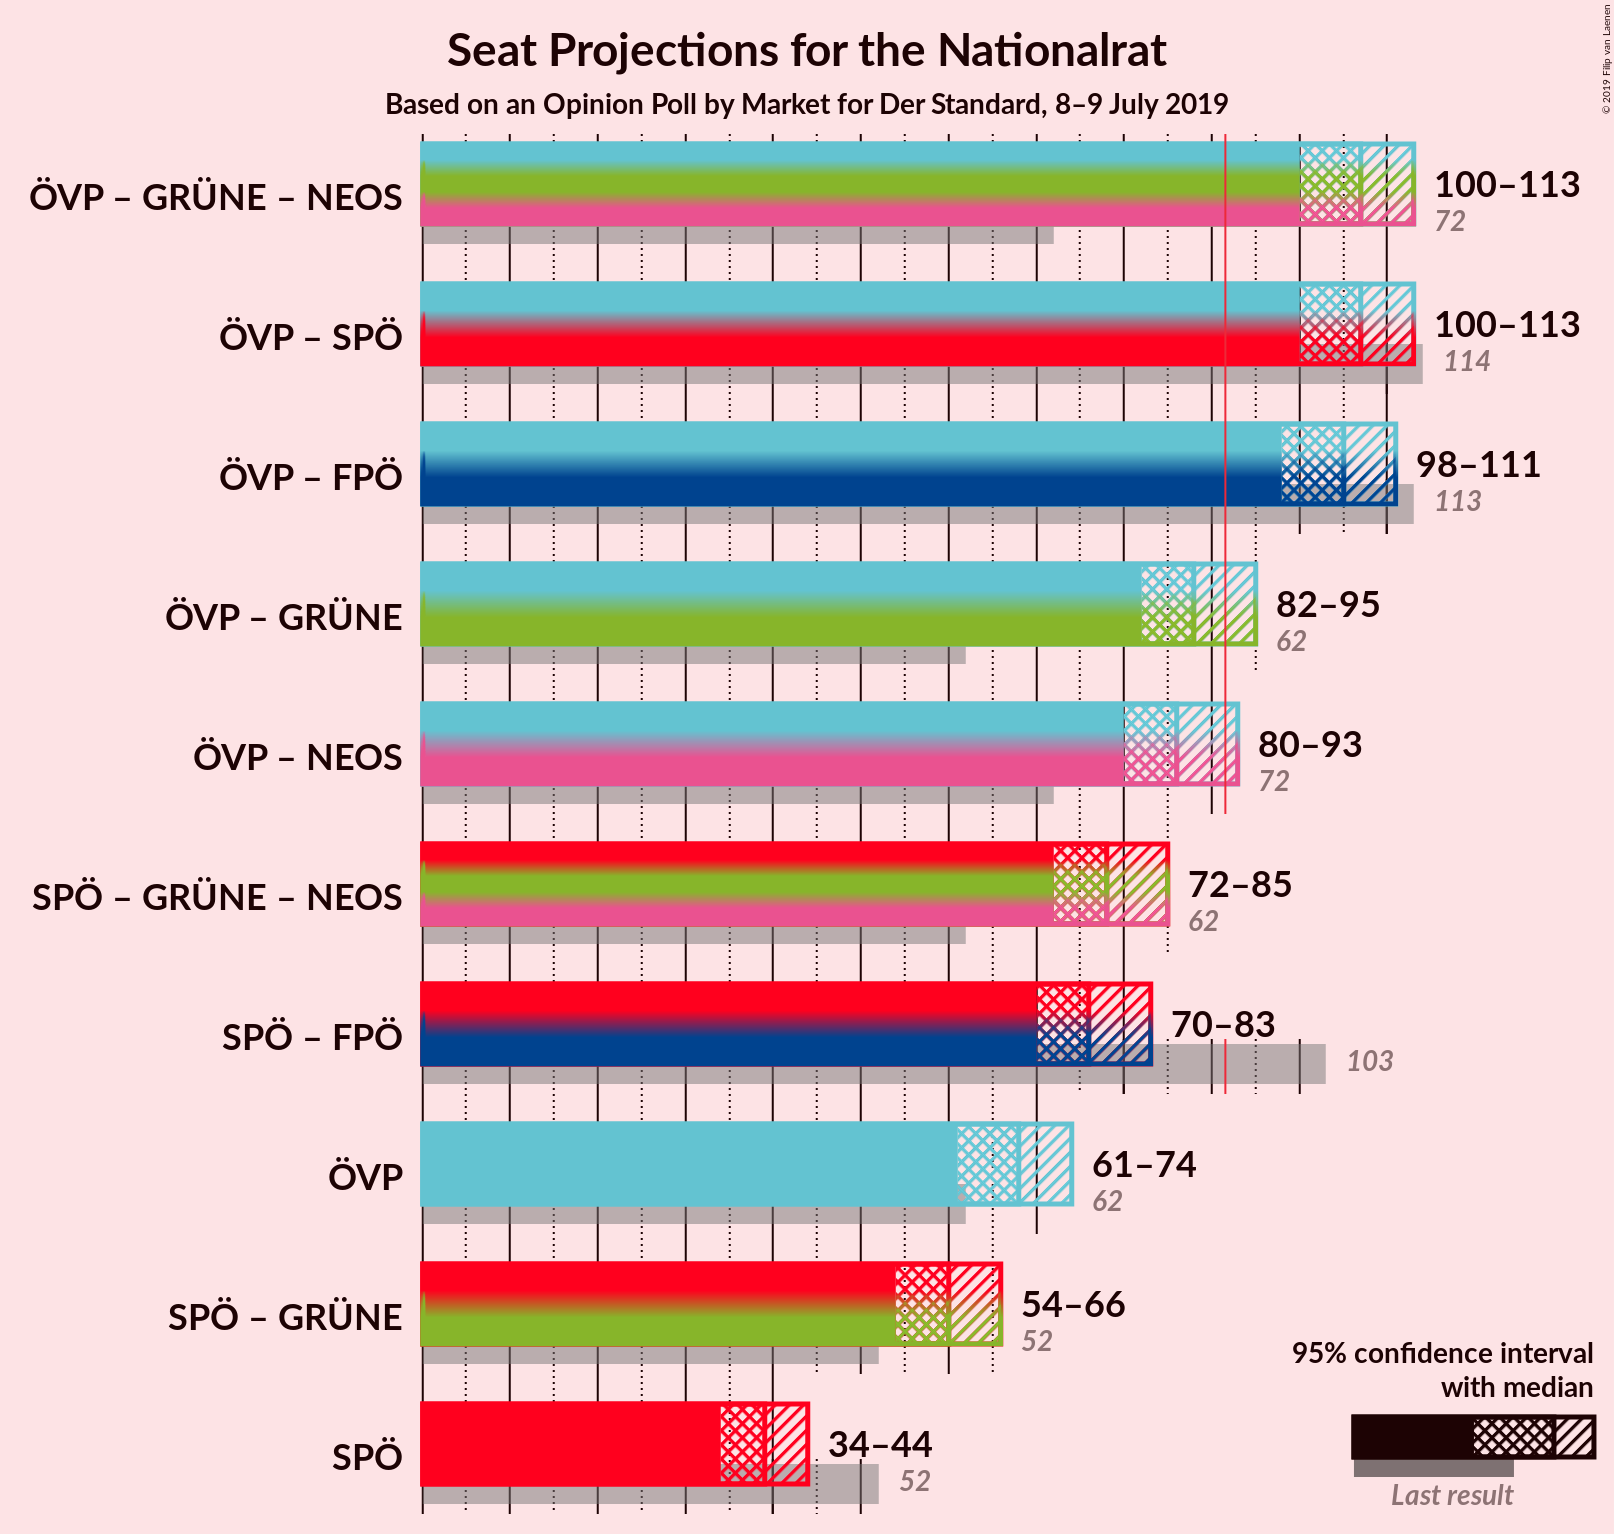 Seat Projections for the Nationalrat
Based on an Opinion Poll by Market for Der Standard, 8–9 July 2019
© 2019 Filip van Laenen
ÖVP – GRÜNE – NEOS
100–113
72
ÖVP – SPÖ
100–113
114
ÖVP – FPÖ
98–111
113
ÖVP – GRÜNE
82–95
62
ÖVP – NEOS
80–93
72
SPÖ – GRÜNE – NEOS
72–85
62
SPÖ – FPÖ
70–83
103
ÖVP
61–74
62
SPÖ – GRÜNE
54–66
52
SPÖ
34–44
52
95% confidence interval
with median
Last result